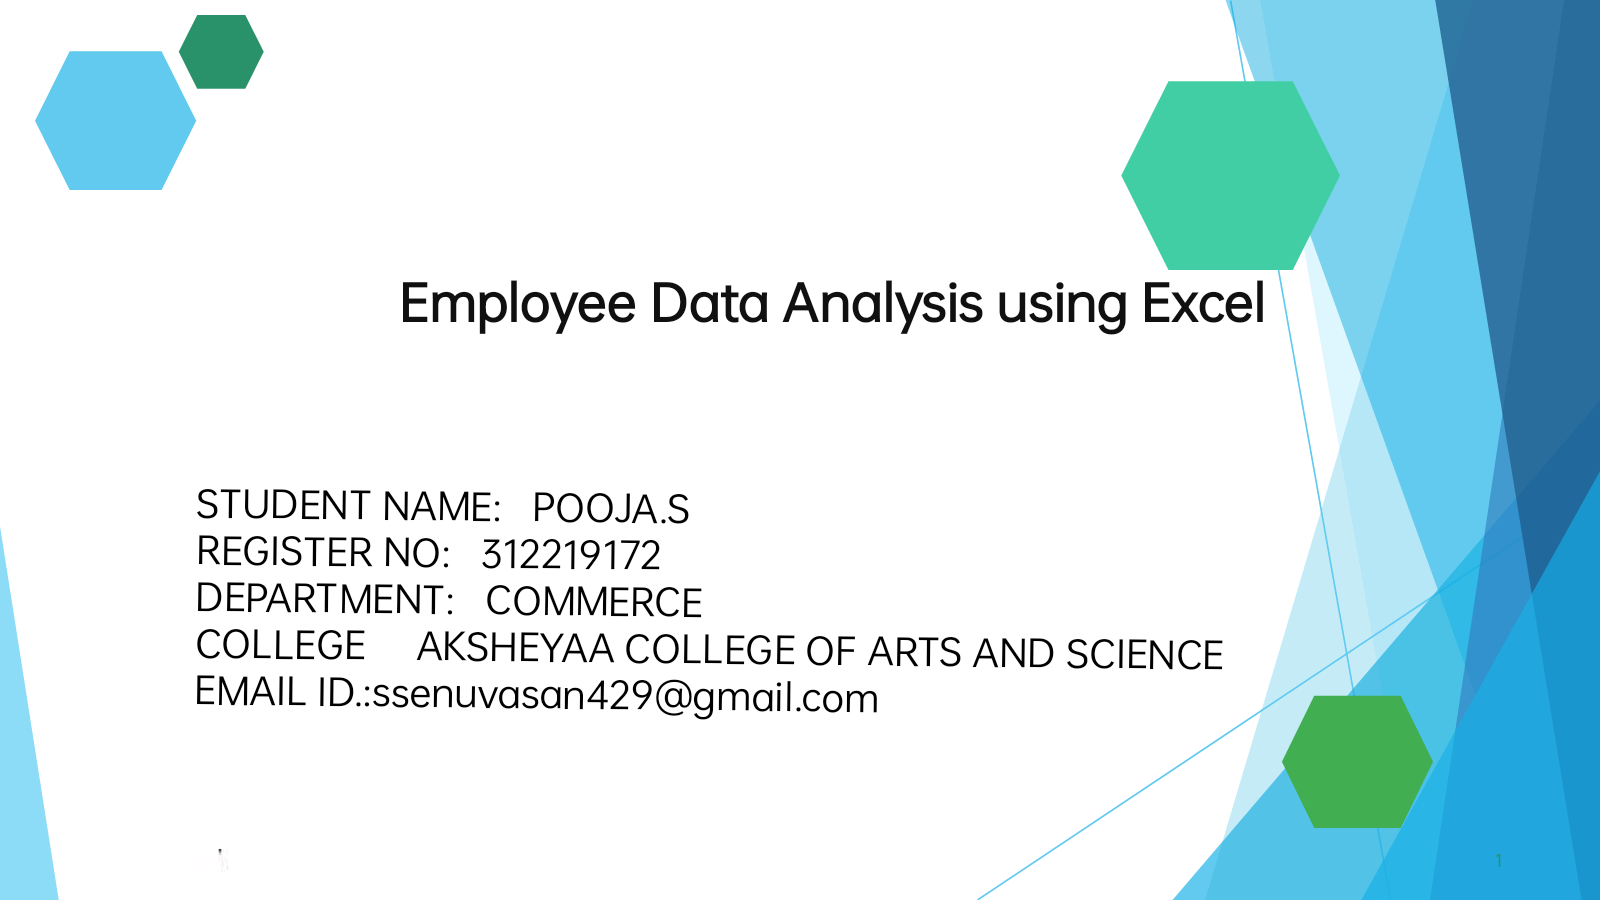 Employee Data Analysis using Excel
STUDENT NAME: POOJA.S
REGISTER NO: 312219172
DEPARTMENT: COMMERCE
COLLEGE AKSHEYAA COLLEGE OF ARTS AND SCIENCE
EMAIL ID.:ssenuvasan429@gmail.com
1